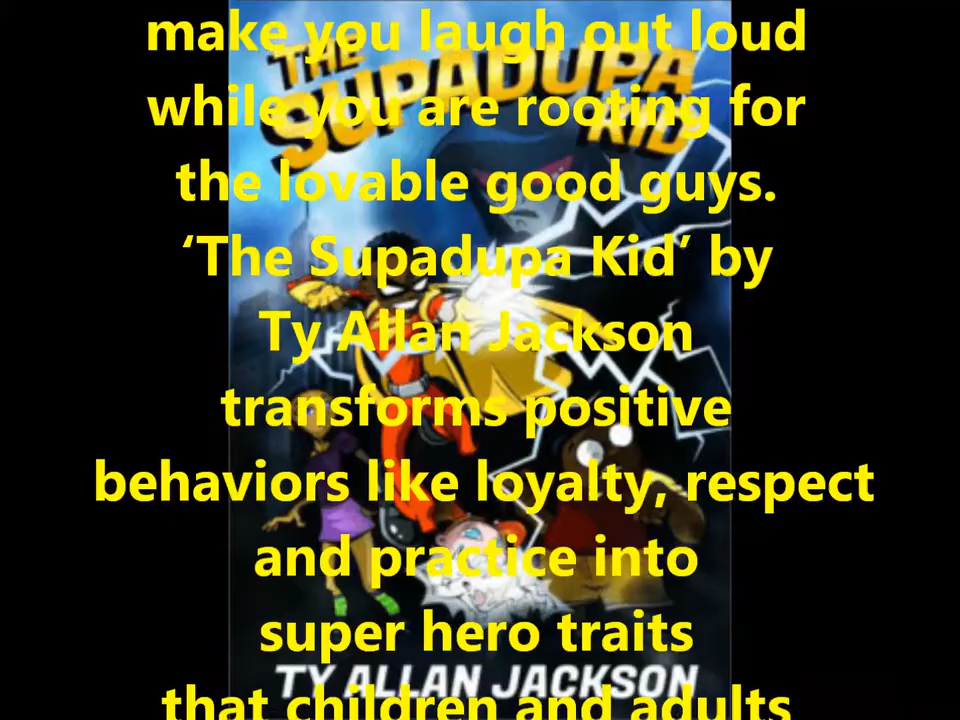 make you laugh out loud
while you are rooting for
the lovable good guys.
‘The Supadupa Kid’ by
Ty Allan Jackson
transforms positive
behaviors like loyalty, respect
and practice into
super hero traits
that children and adults
THE
SUPADUPA
KID
TY ALLAN JACKSON